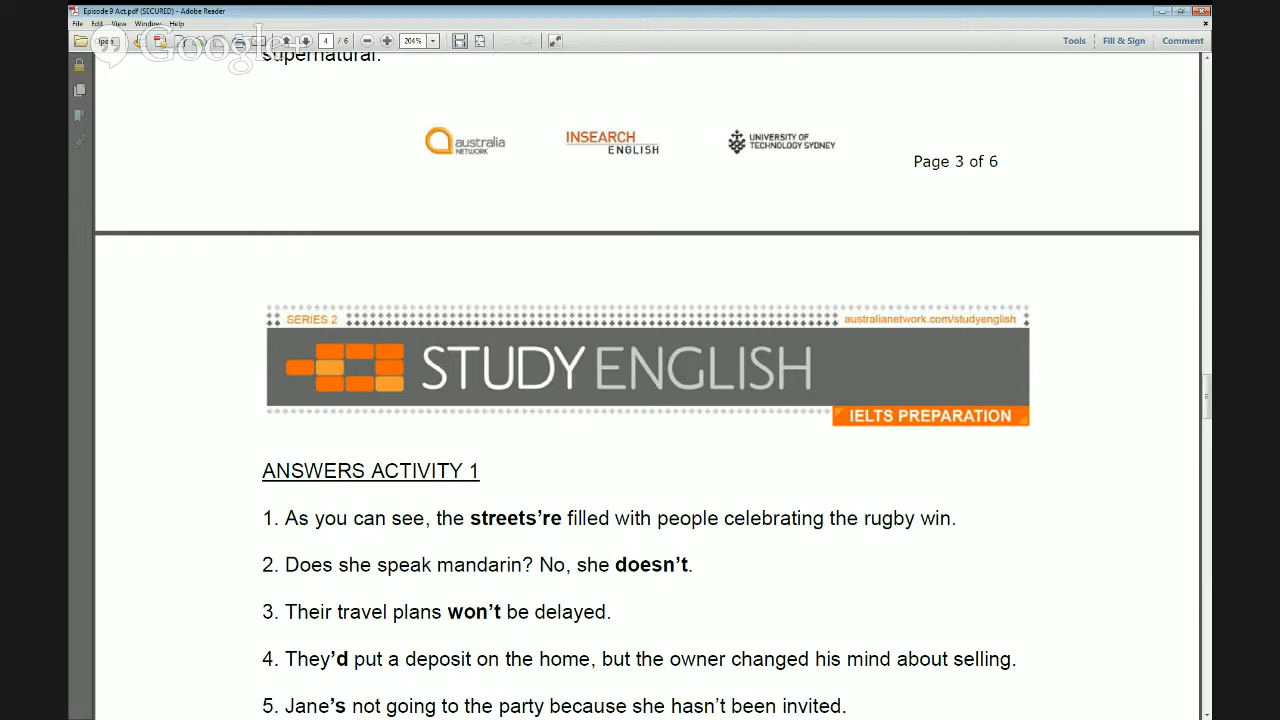 Episode 9 Act.pdf (SECURED) - Adobe Reader
File Edit View Window Help
Open
Google+
4 / 6
204%
Tools Fill & Sign Comment
supernatural.
australia
NETWORK
INSEARCH
ENGLISH
UNIVERSITY OF
TECHNOLOGY SYDNEY
Page 3 of 6
SERIES 2
australianetwork.com/studyenglish
STUDY ENGLISH
IELTS PREPARATION
ANSWERS ACTIVITY 1
1. As you can see, the streets’re filled with people celebrating the rugby win.
2. Does she speak mandarin? No, she doesn’t.
3. Their travel plans won’t be delayed.
4. They’d put a deposit on the home, but the owner changed his mind about selling.
5. Jane’s not going to the party because she hasn’t been invited.